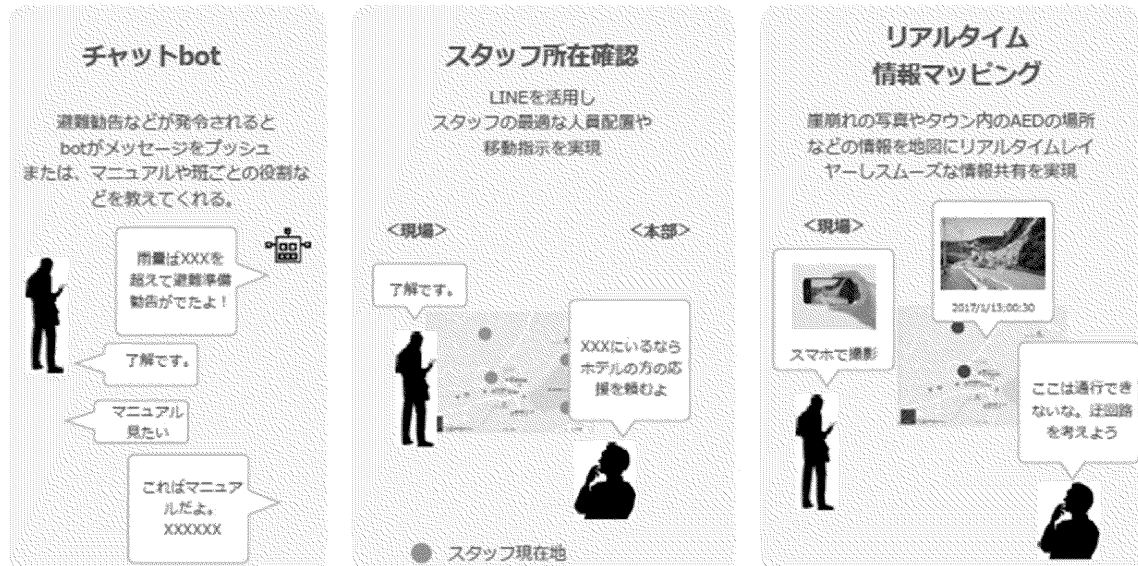 チャットbot
避難勧告などが発令されると
botがメッセージをプッシュ
または、マニュアルや班ごとの役割な
どを教えてくれる。
雨量はXXXを
超えて避難準備
勧告がでたよ！
了解です。
マニュアル
見たい
これはマニュア
ルだよ。
XXXXXX
スタッフ所在確認
LINEを活用し
スタッフの最適な人員配置や
移動指示を実現
<現場>
<本部>
了解です。
XXXにいるなら
ホテルの方の応
援を頼むよ
スタッフ現在地
リアルタイム
情報マッピング
崖崩れの写真やタウン内のAEDの場所
などの情報を地図にリアルタイムレイ
ヤーしスムーズな情報共有を実現
<現場>
スマホで撮影
2017/1/13:00:30
ここは通行でき
ないな。迂回路
を考えよう